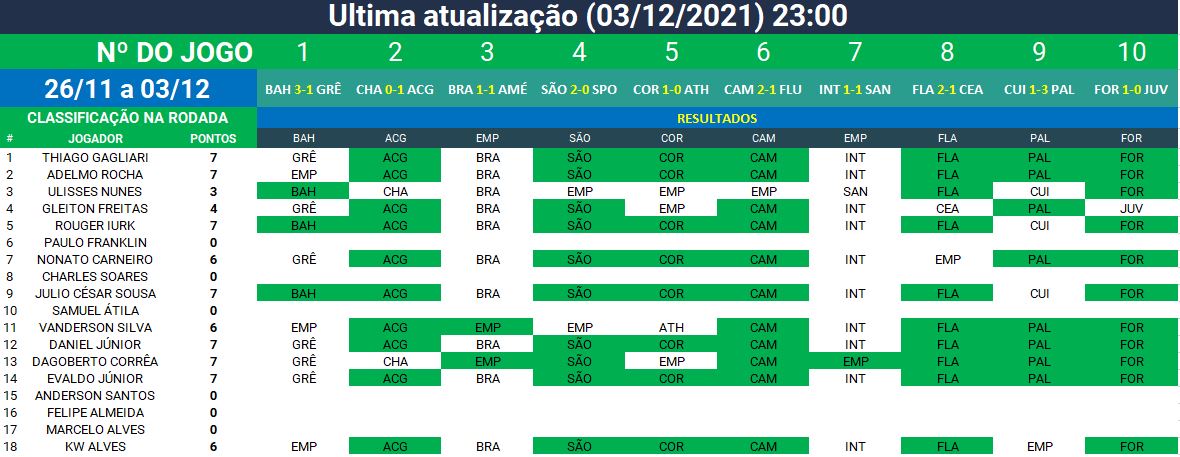 Ultima atualização (03/12/2021) 23:00
Nº DO JOGO 1 2 3 4 5 6 7 8 9 10
26/11 a 03/12 BAH 3-1 GRÊ CHA 0-1 ACG BRA 1-1 AMÉ SÃO 2-0 SPO COR 1-0 ATH CAM 2-1 FLU INT 1-1 SAN FLA 2-1 CEA CUI 1-3 PAL FOR 1-0 JUV
CLASSIFICAÇÃO NA RODADA RESULTADOS
# JOGADOR PONTOS BAH ACG EMP SÃO COR CAM EMP FLA PAL FOR
1 THIAGO GAGLIARI 7 GRÊ ACG BRA SÃO COR CAM INT FLA PAL FOR
2 ADELMO ROCHA 7 EMP ACG BRA SÃO COR CAM INT FLA PAL FOR
3 ULISSES NUNES 3 BAH CHA BRA EMP EMP EMP SAN FLA CUI FOR
4 GLEITON FREITAS 4 GRÊ ACG BRA SÃO EMP CAM INT CEA PAL JUV
5 ROUGER IURK 7 BAH ACG BRA SÃO COR CAM INT FLA CUI FOR
6 PAULO FRANKLIN 0
7 NONATO CARNEIRO 6 GRÊ ACG BRA SÃO COR CAM INT EMP PAL FOR
8 CHARLES SOARES 0
9 JULIO CÉSAR SOUSA 7 BAH ACG BRA SÃO COR CAM INT FLA CUI FOR
10 SAMUEL ÁTILA 0
11 VANDERSON SILVA 6 EMP ACG EMP EMP ATH CAM INT FLA PAL FOR
12 DANIEL JÚNIOR 7 GRÊ ACG BRA SÃO COR CAM INT FLA PAL FOR
13 DAGOBERTO CORRÊA 7 GRÊ CHA EMP SÃO EMP CAM EMP FLA PAL FOR
14 EVALDO JÚNIOR 7 GRÊ ACG BRA SÃO COR CAM INT FLA PAL FOR
15 ANDERSON SANTOS 0
16 FELIPE ALMEIDA 0
17 MARCELO ALVES 0
18 KW ALVES 6 EMP ACG BRA SÃO COR CAM INT FLA EMP FOR